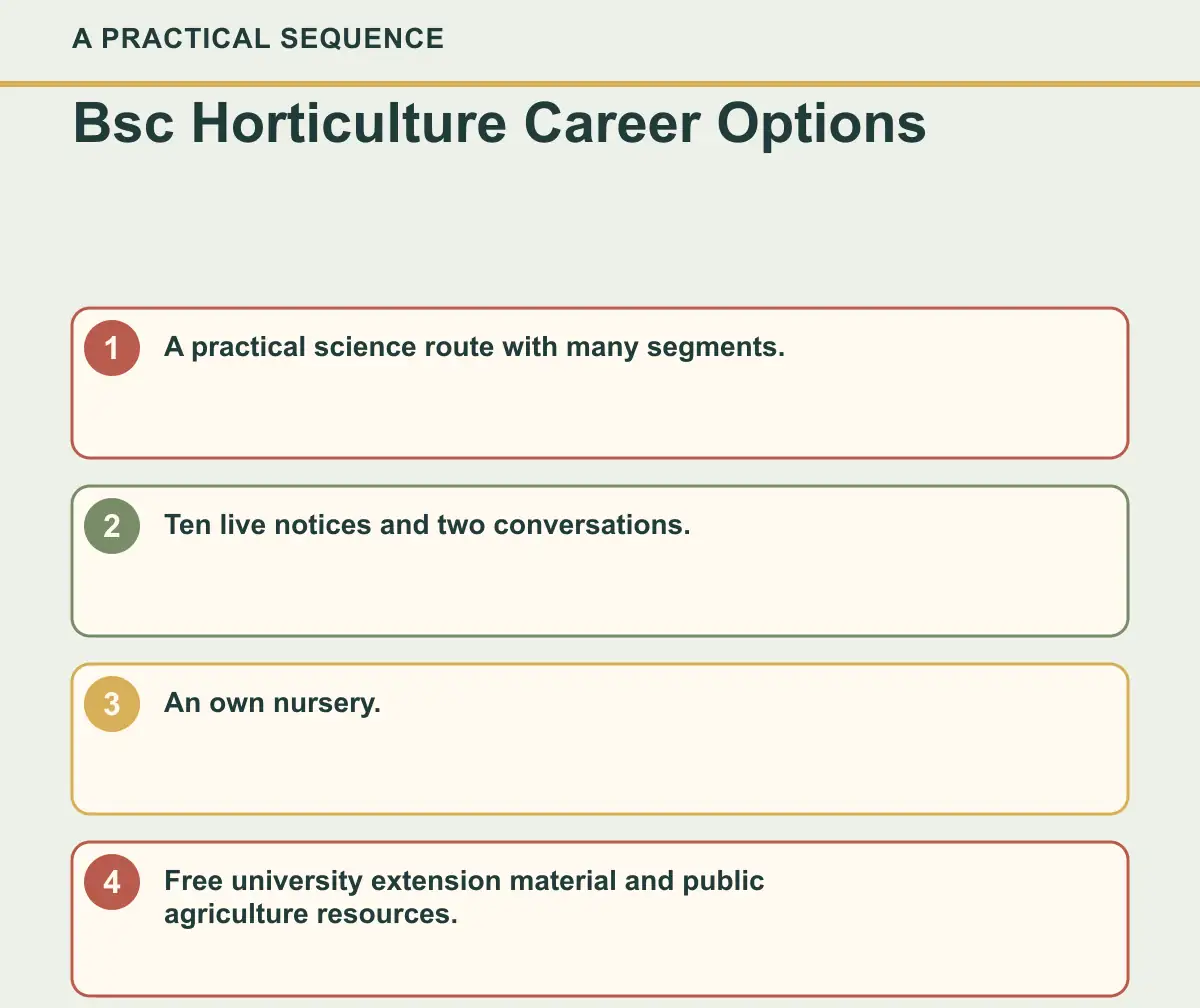 A PRACTICAL SEQUENCE
Bsc Horticulture Career Options
1
A practical science route with many segments.
2
Ten live notices and two conversations.
3
An own nursery.
4
Free university extension material and public
agriculture resources.